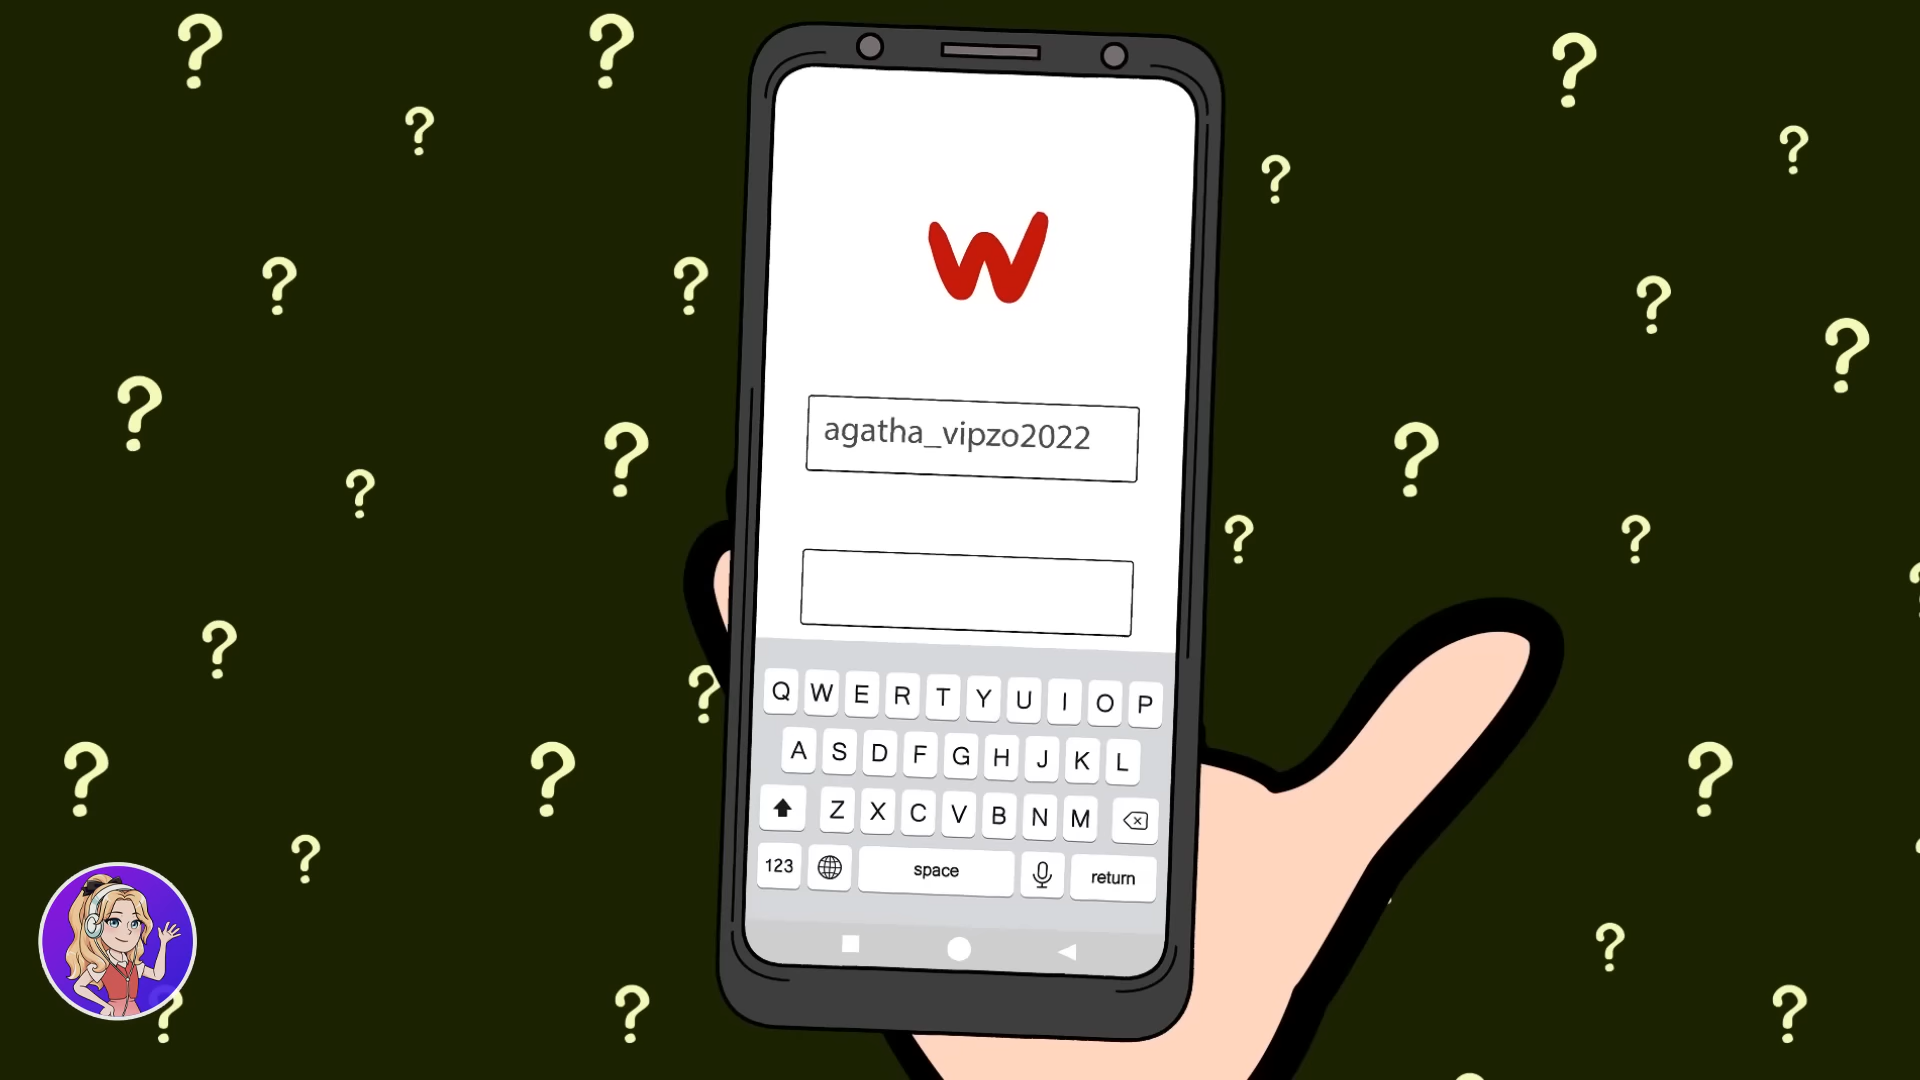 W
agatha_vipzo2022
Q W E R T Y U I O P
A S D F G H J K L
Z X C V B N M
123 space return